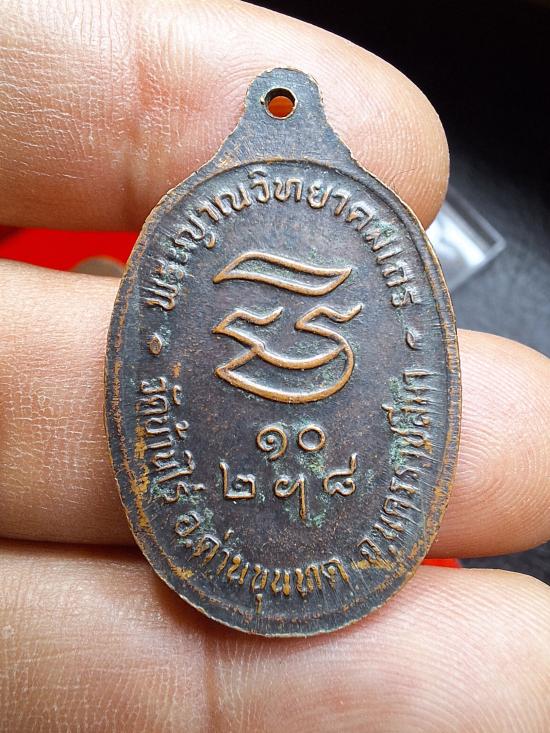 พระญาณวิทยาคมเถร
๑๐
๒ ๗ ๘
วัดบ้านไร่ อ.ด่านขุนทด จ.นครราชสีมา